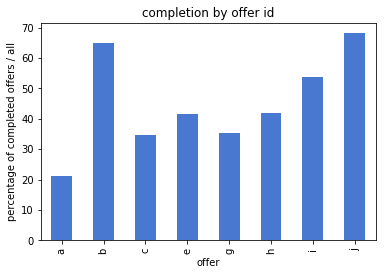 completion by offer id
percentage of completed offers / all
70
60
50
40
30
20
10
0
a b c e g h i j
offer